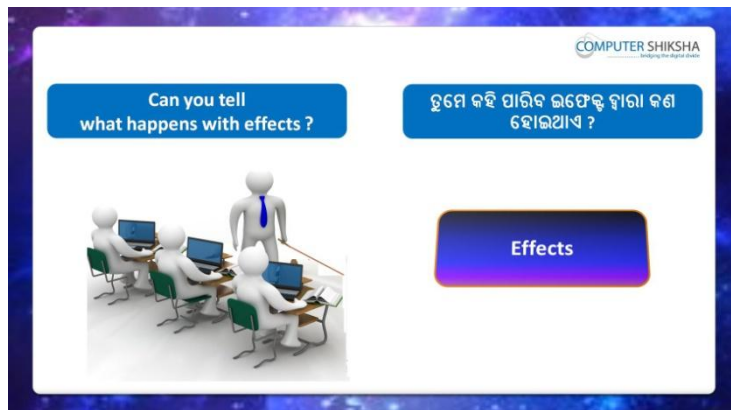 COMPUTER SHIKSHA
bridging the digital divide
Can you tell
what happens with effects ?
ତୁମେ କହି ପାରିବ ଇଫେକ୍ଟ ଦ୍ୱାରା କଣ
ହୋଇଥାଏ ?
Effects